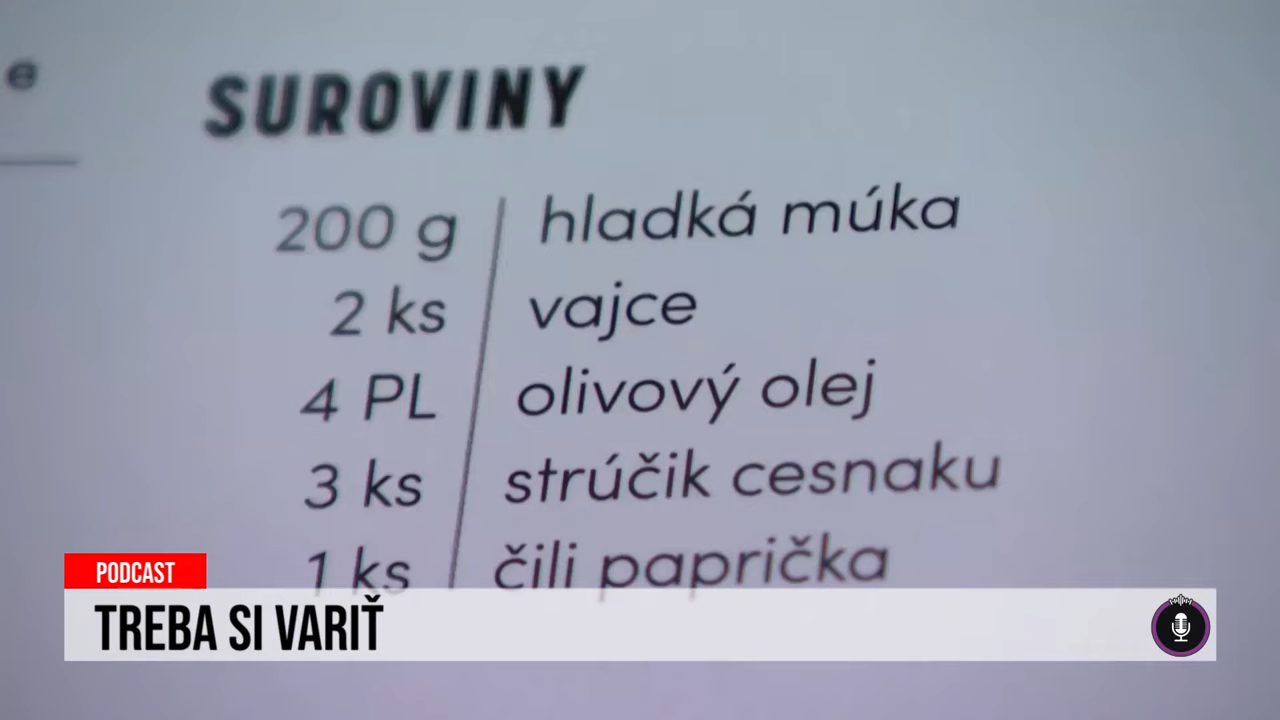 e
SUROVINY
200 g hladká múka
2 ks vajce
4 PL olivový olej
3 ks strúčik cesnaku
1 ks čili paprička
PODCAST
TREBA SI VARIŤ